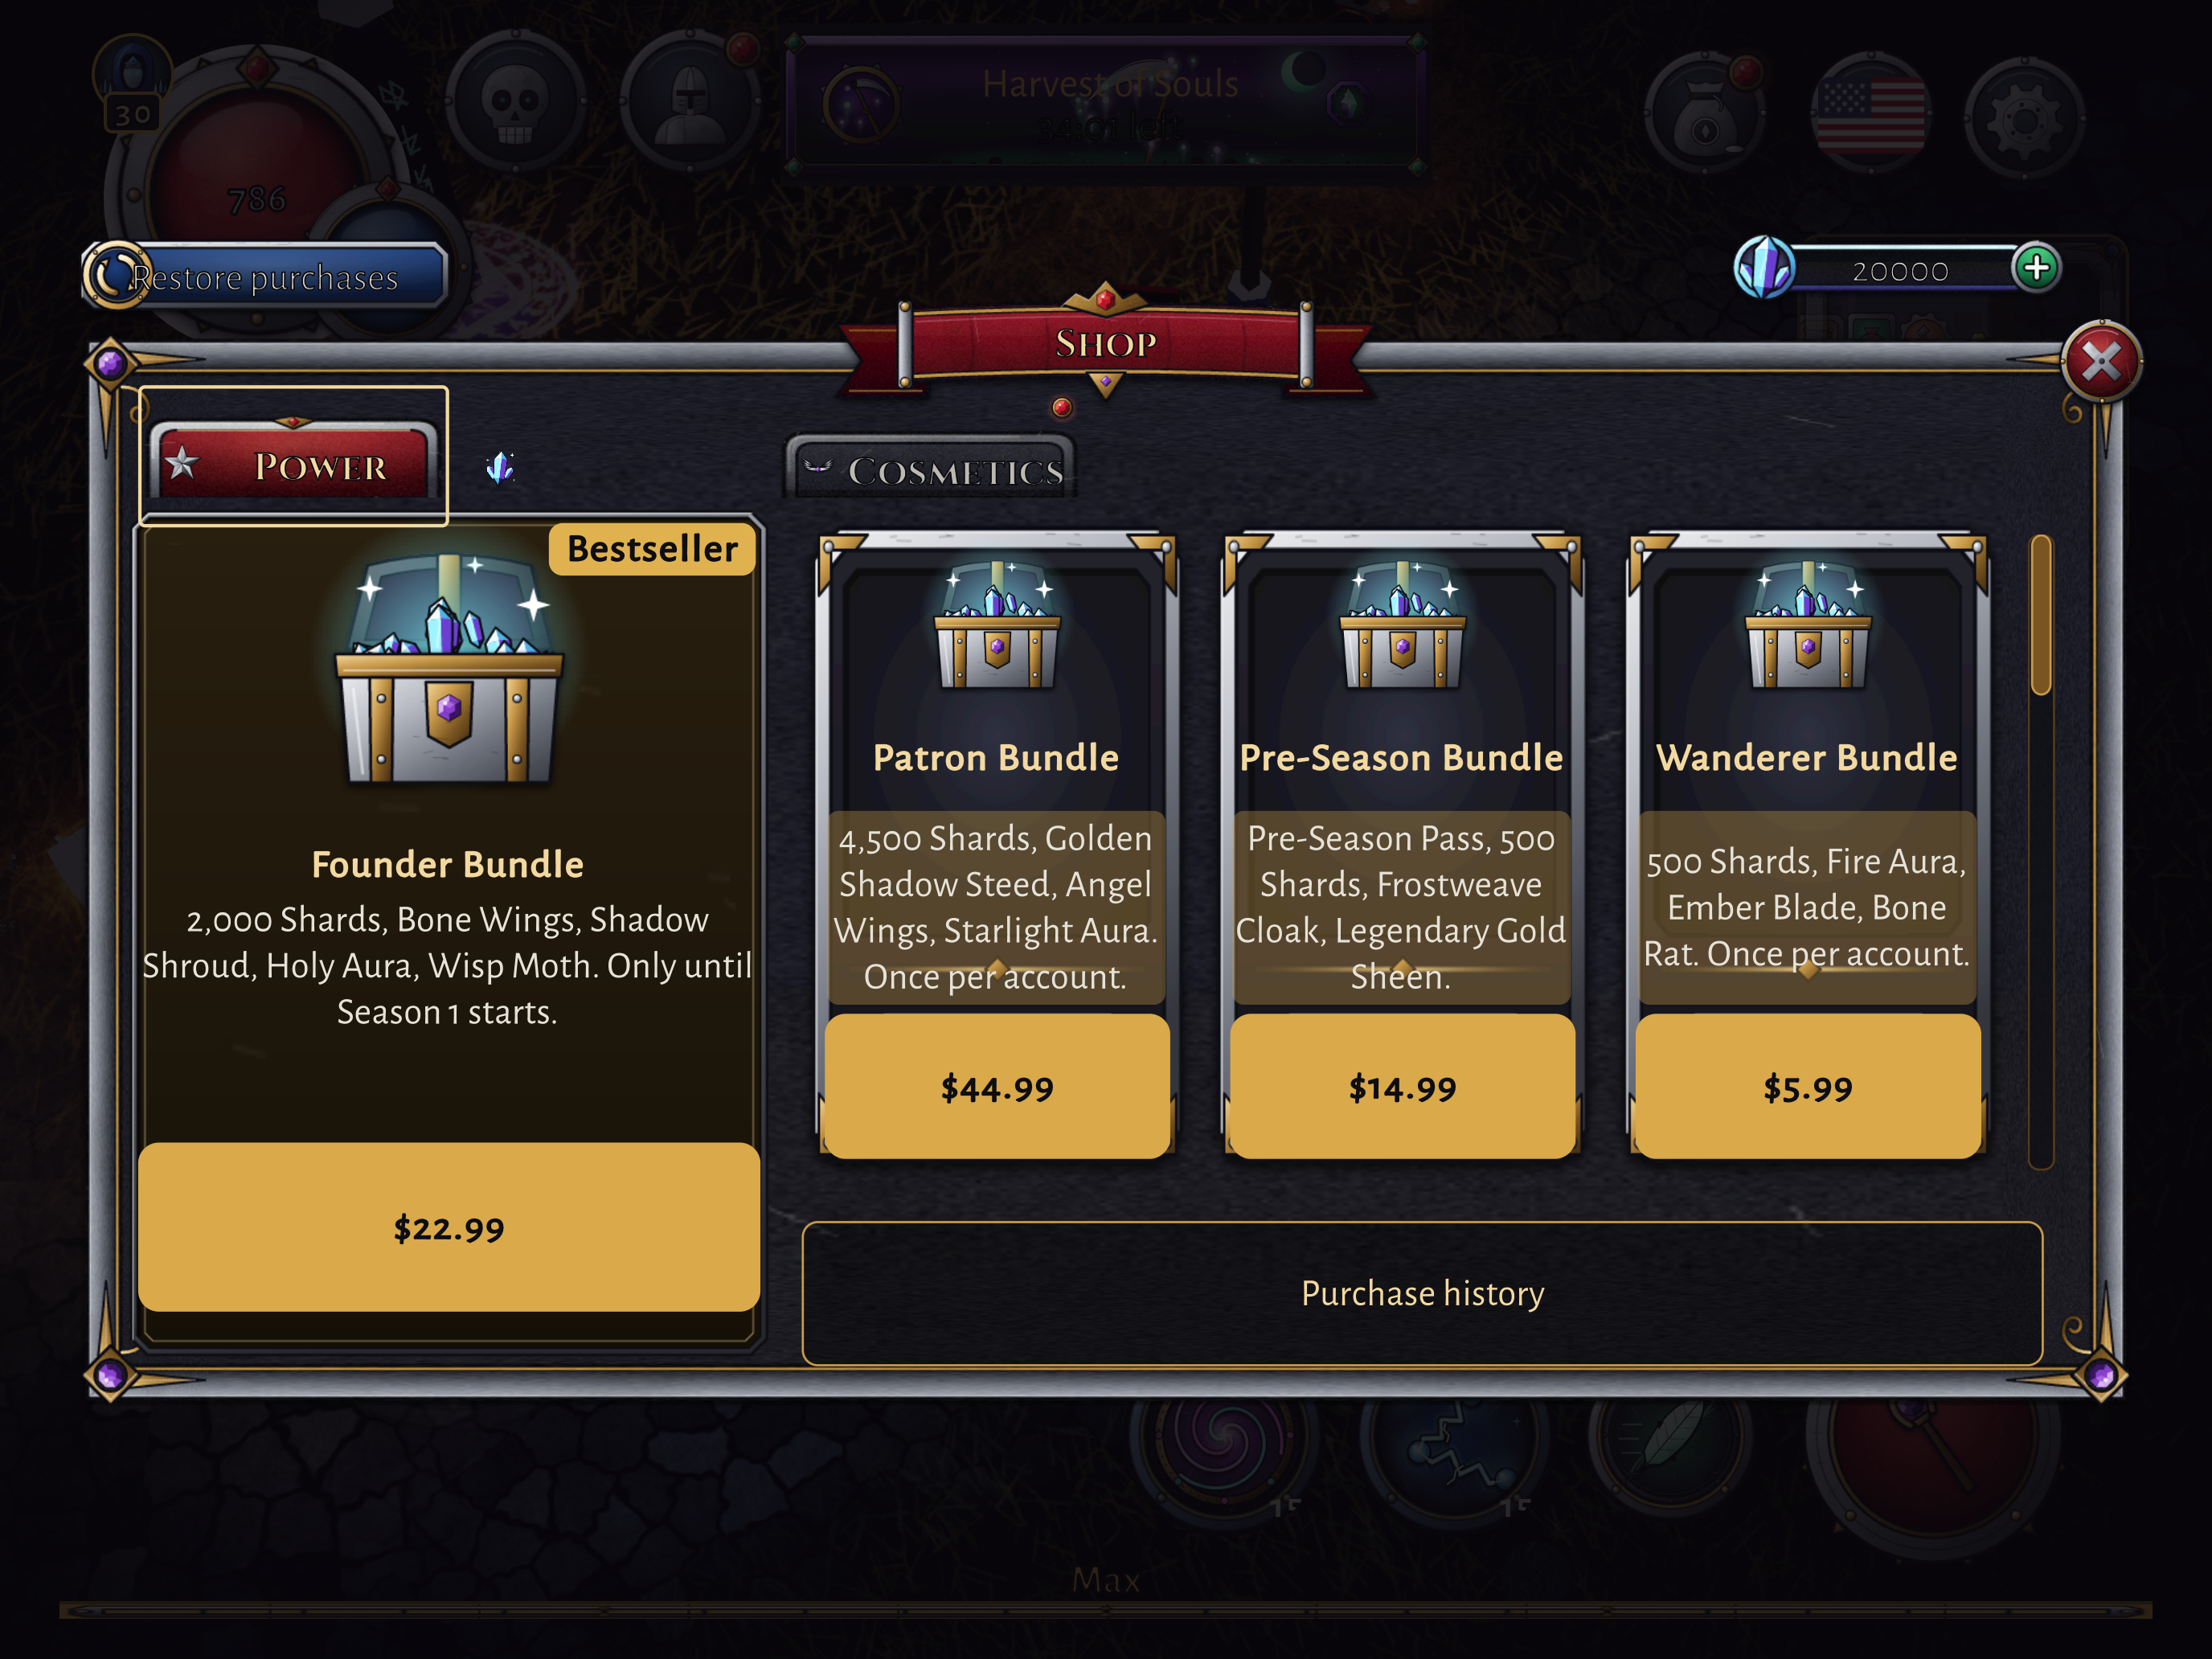 30
Harvest of Souls
34:01 left
786
Restore purchases
20000
Shop
Power
Cosmetics
Bestseller
Founder Bundle
2,000 Shards, Bone Wings, Shadow
Shroud, Holy Aura, Wisp Moth. Only until
Season 1 starts.
$22.99
Patron Bundle
4,500 Shards, Golden
Shadow Steed, Angel
Wings, Starlight Aura.
Once per account.
$44.99
Pre-Season Bundle
Pre-Season Pass, 500
Shards, Frostweave
Cloak, Legendary Gold
Sheen.
$14.99
Wanderer Bundle
500 Shards, Fire Aura,
Ember Blade, Bone
Rat. Once per account.
$5.99
Purchase history
Max